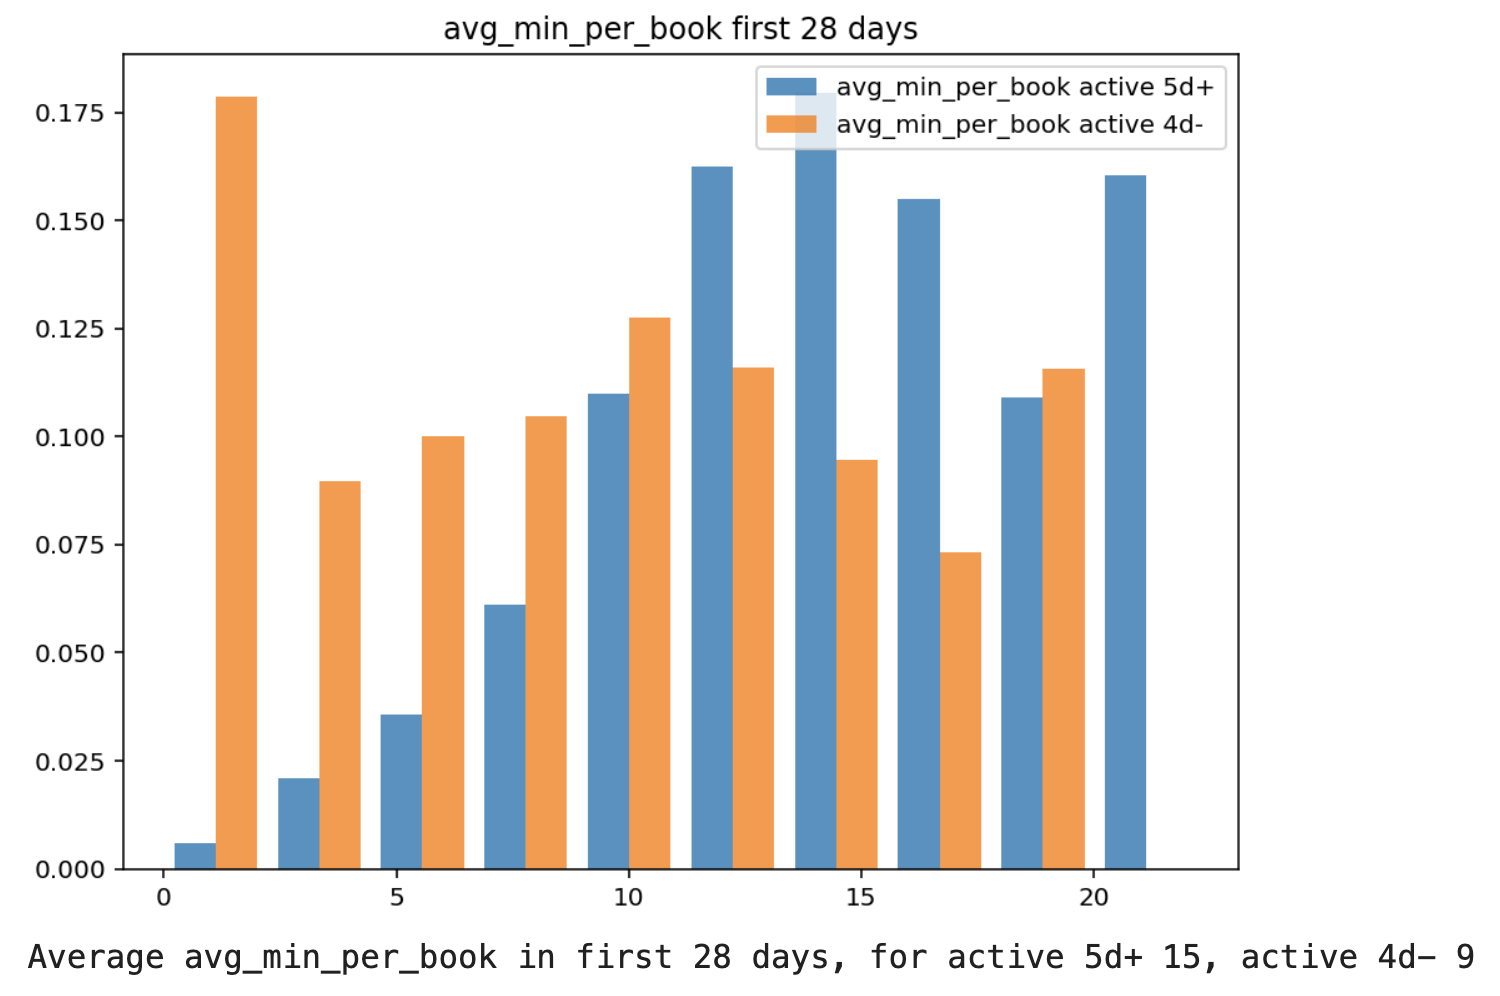 avg_min_per_book first 28 days
avg_min_per_book active 5d+
avg_min_per_book active 4d-
0.175
0.150
0.125
0.100
0.075
0.050
0.025
0.000
0 5 10 15 20
Average avg_min_per_book in first 28 days, for active 5d+ 15, active 4d– 9